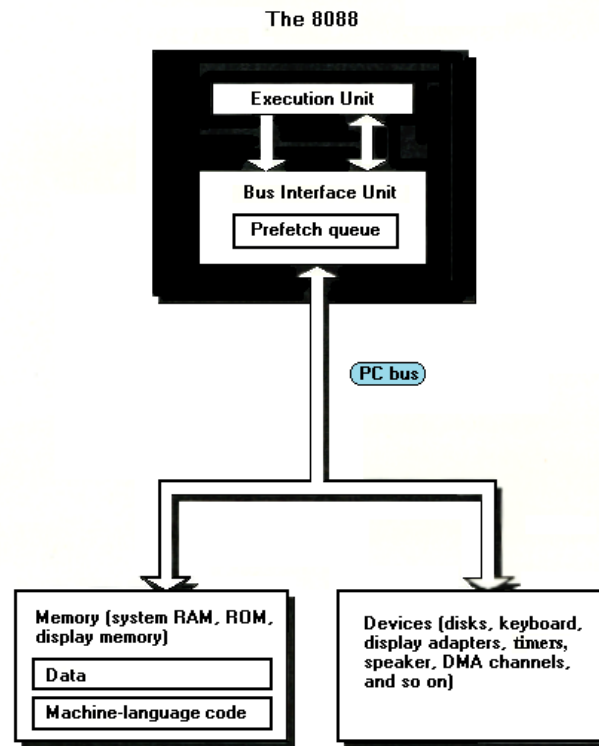 The 8088
Execution Unit
Bus Interface Unit
Prefetch queue
PC bus
Memory (system RAM, ROM,
display memory)
Data
Machine-language code
Devices (disks, keyboard,
display adapters, timers,
speaker, DMA channels,
and so on)